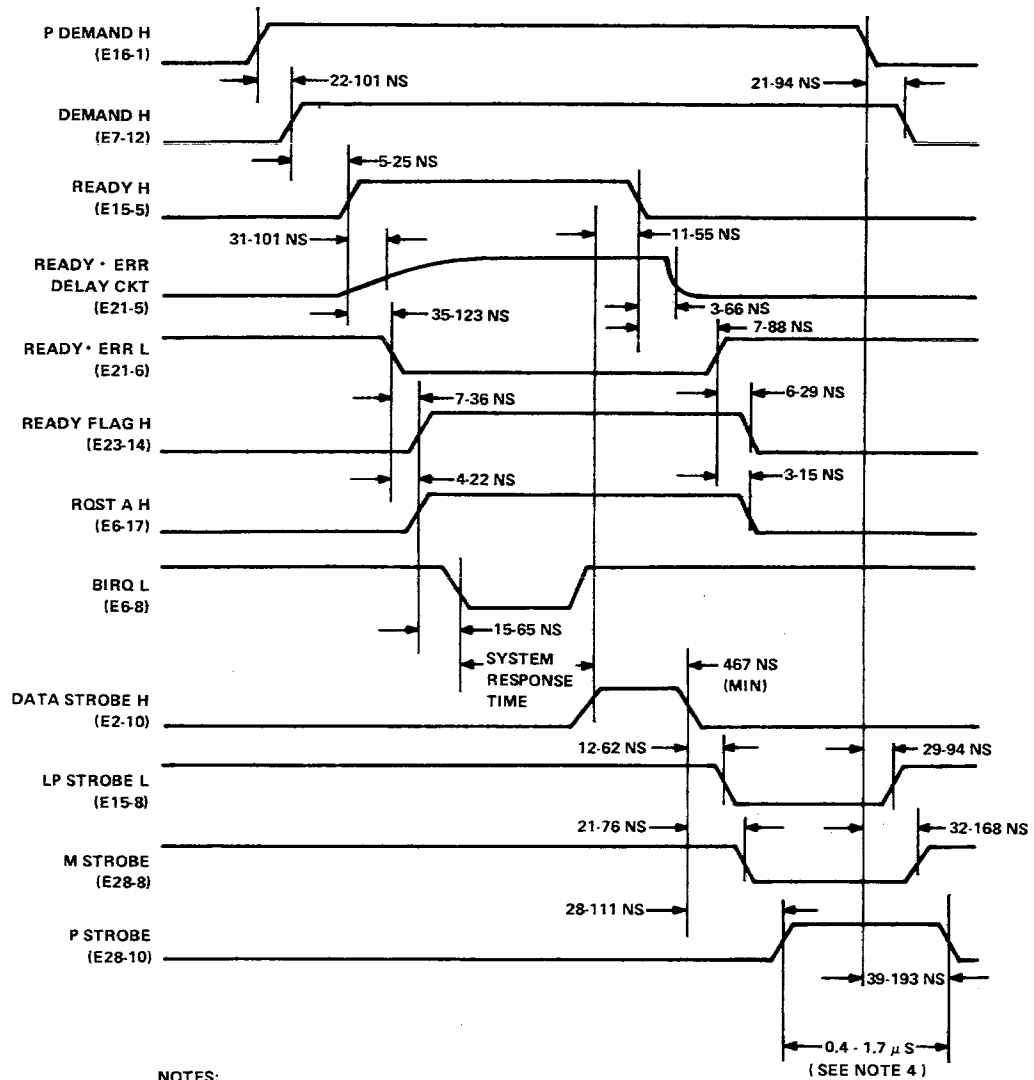 P DEMAND H
(E16-1)
22-101 NS
21-94 NS
DEMAND H
(E7-12)
5-25 NS
READY H
(E15-5)
31-101 NS
11-55 NS
READY · ERR
DELAY CKT
(E21-5)
3-66 NS
35-123 NS
7-88 NS
READY · ERR L
(E21-6)
7-36 NS
6-29 NS
READY FLAG H
(E23-14)
4-22 NS
3-15 NS
RQST A H
(E6-17)
BIRQ L
(E6-8)
15-65 NS
SYSTEM
RESPONSE
TIME
467 NS
(MIN)
DATA STROBE H
(E2-10)
12-62 NS
29-94 NS
LP STROBE L
(E15-8)
21-76 NS
32-168 NS
M STROBE
(E28-8)
28-111 NS
P STROBE
(E28-10)
39-193 NS
0.4 - 1.7 μ S
(SEE NOTE 4)
NOTES: